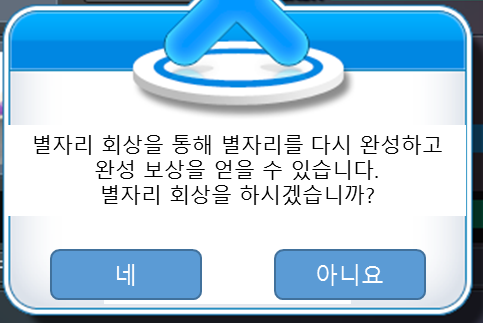 별자리 회상을 통해 별자리를 다시 완성하고
완성 보상을 얻을 수 있습니다.
별자리 회상을 하시겠습니까?
네
아니요